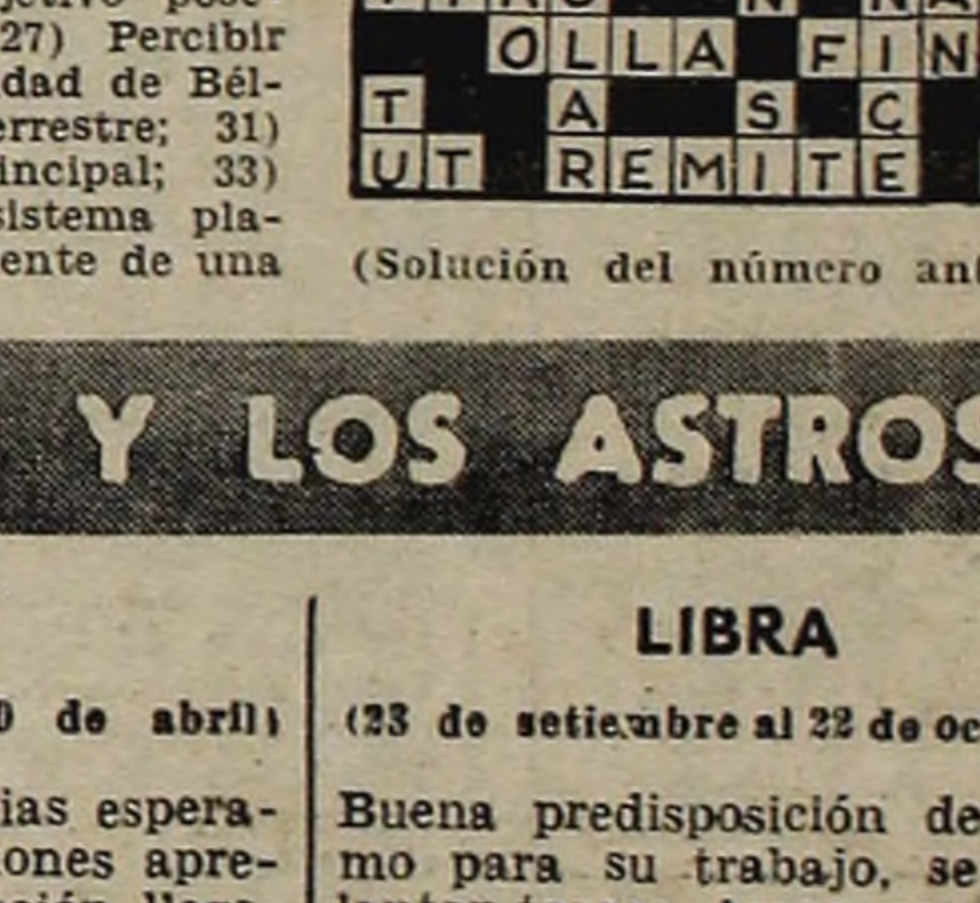 27) Percibir
dad de Bél-
errestre; 31)
incipal; 33)
sistema pla-
ente de una
OLLA FIN
T A S C
UT REMITE
(Solución del número an
Y LOS ASTROS
de abril)
LIBRA
(23 de setiembre al 22 de oc
ias espera-
iones apre-
Buena predisposición de
mo para su trabajo, se